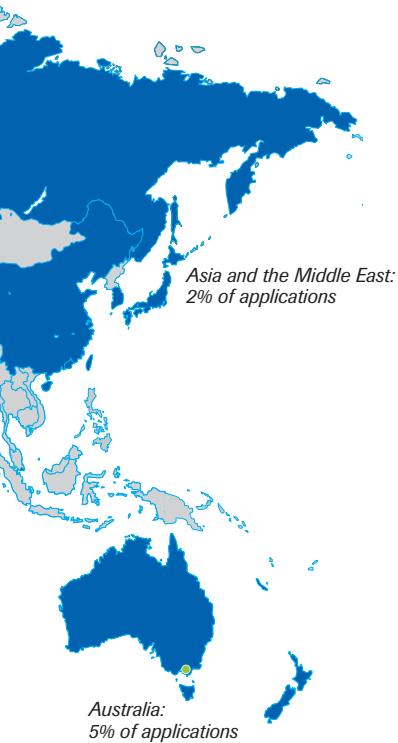 Asia and the Middle East:
2% of applications
Australia:
5% of applications